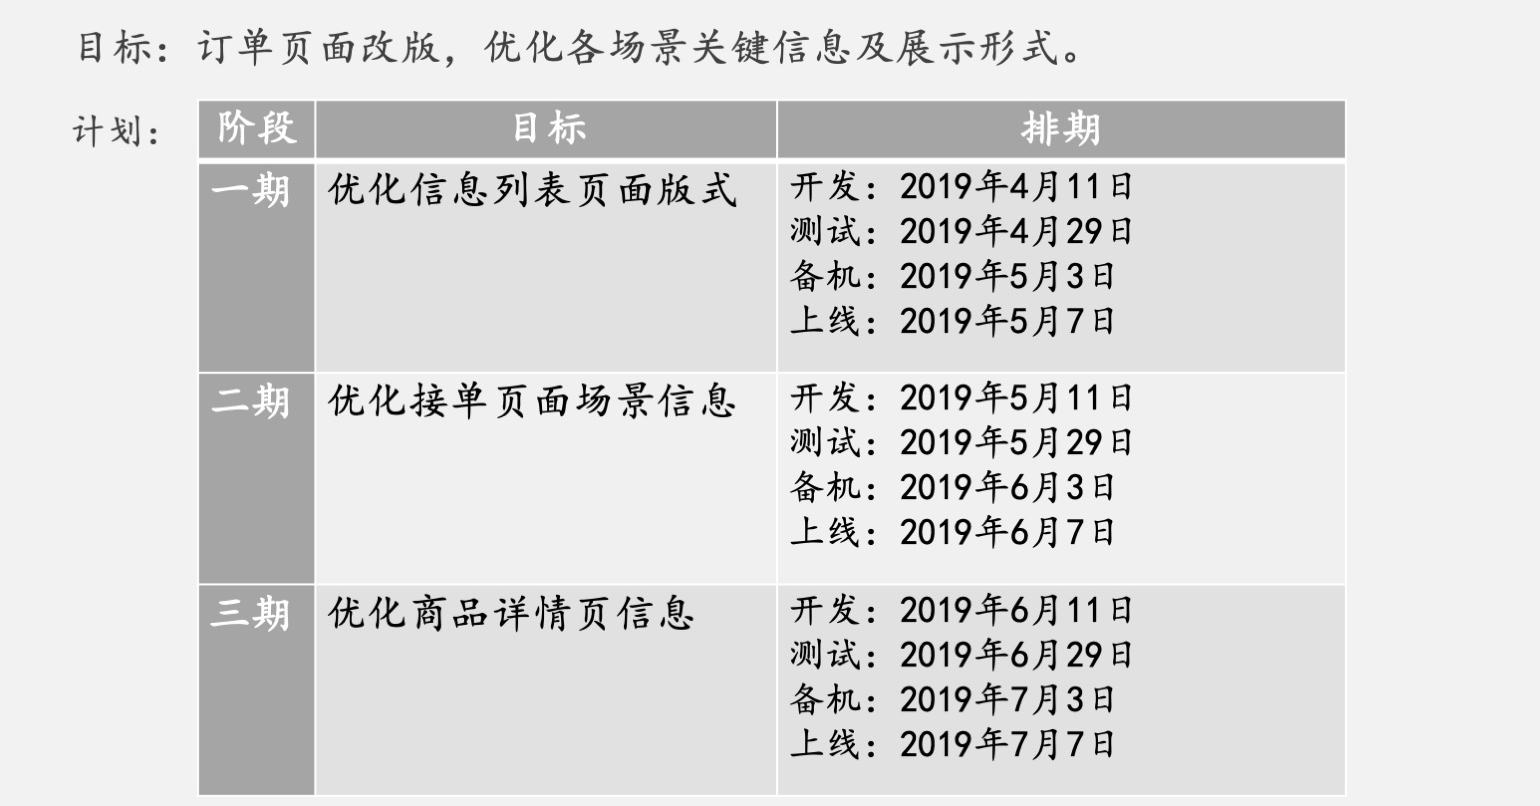 目标：订单页面改版，优化各场景关键信息及展示形式。
计划：
阶段 目标 排期
一期 优化信息列表页面版式 开发：2019年4月11日
测试：2019年4月29日
备机：2019年5月3日
上线：2019年5月7日
二期 优化接单页面场景信息 开发：2019年5月11日
测试：2019年5月29日
备机：2019年6月3日
上线：2019年6月7日
三期 优化商品详情页信息 开发：2019年6月11日
测试：2019年6月29日
备机：2019年7月3日
上线：2019年7月7日